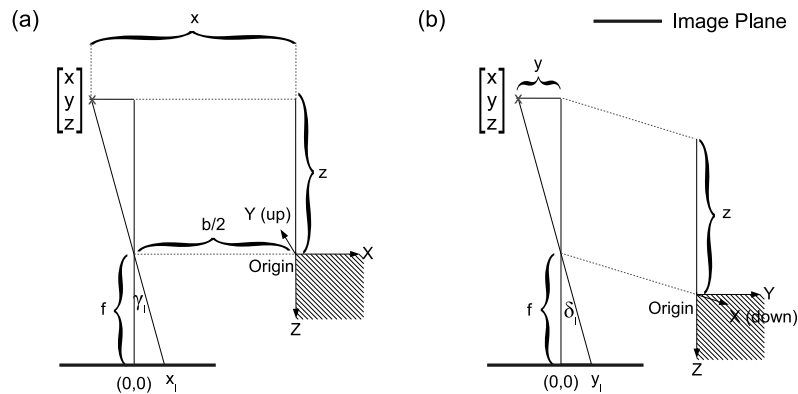 (a)
x
x
y
z
z
b/2
Y (up)
X
Origin
f
γl
Z
(0,0)
xl
(b)
Image Plane
y
x
y
z
z
Origin
Y
X (down)
f
δl
Z
(0,0)
yl